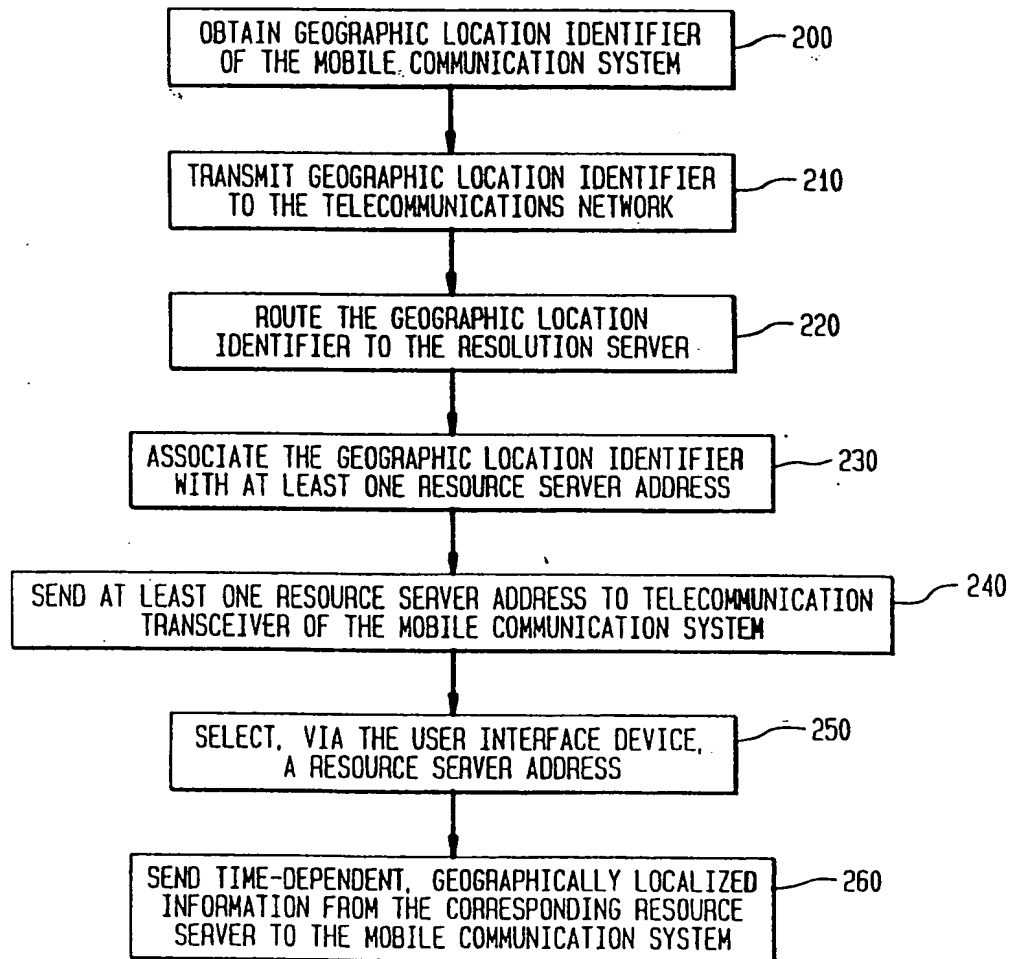 OBTAIN GEOGRAPHIC LOCATION IDENTIFIER
OF THE MOBILE COMMUNICATION SYSTEM
200
TRANSMIT GEOGRAPHIC LOCATION IDENTIFIER
TO THE TELECOMMUNICATIONS NETWORK
210
ROUTE THE GEOGRAPHIC LOCATION
IDENTIFIER TO THE RESOLUTION SERVER
220
ASSOCIATE THE GEOGRAPHIC LOCATION IDENTIFIER
WITH AT LEAST ONE RESOURCE SERVER ADDRESS
230
SEND AT LEAST ONE RESOURCE SERVER ADDRESS TO TELECOMMUNICATION
TRANSCEIVER OF THE MOBILE COMMUNICATION SYSTEM
240
SELECT, VIA THE USER INTERFACE DEVICE,
A RESOURCE SERVER ADDRESS
250
SEND TIME-DEPENDENT, GEOGRAPHICALLY LOCALIZED
INFORMATION FROM THE CORRESPONDING RESOURCE
SERVER TO THE MOBILE COMMUNICATION SYSTEM
260